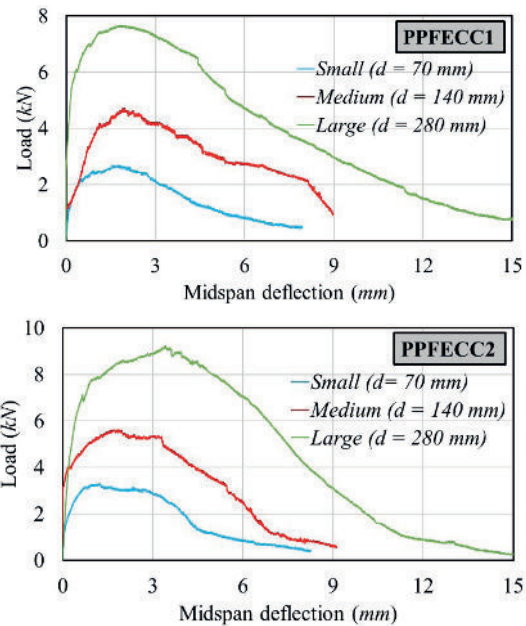 PPFECC1
Small (d = 70 mm)
Medium (d = 140 mm)
Large (d = 280 mm)
Load (kN)
8
6
4
2
0
0 3 6 9 12 15
Midspan deflection (mm)
PPFECC2
Small (d= 70 mm)
Medium (d = 140 mm)
Large (d = 280 mm)
Load (kN)
10
8
6
4
2
0
0 3 6 9 12 15
Midspan deflection (mm)